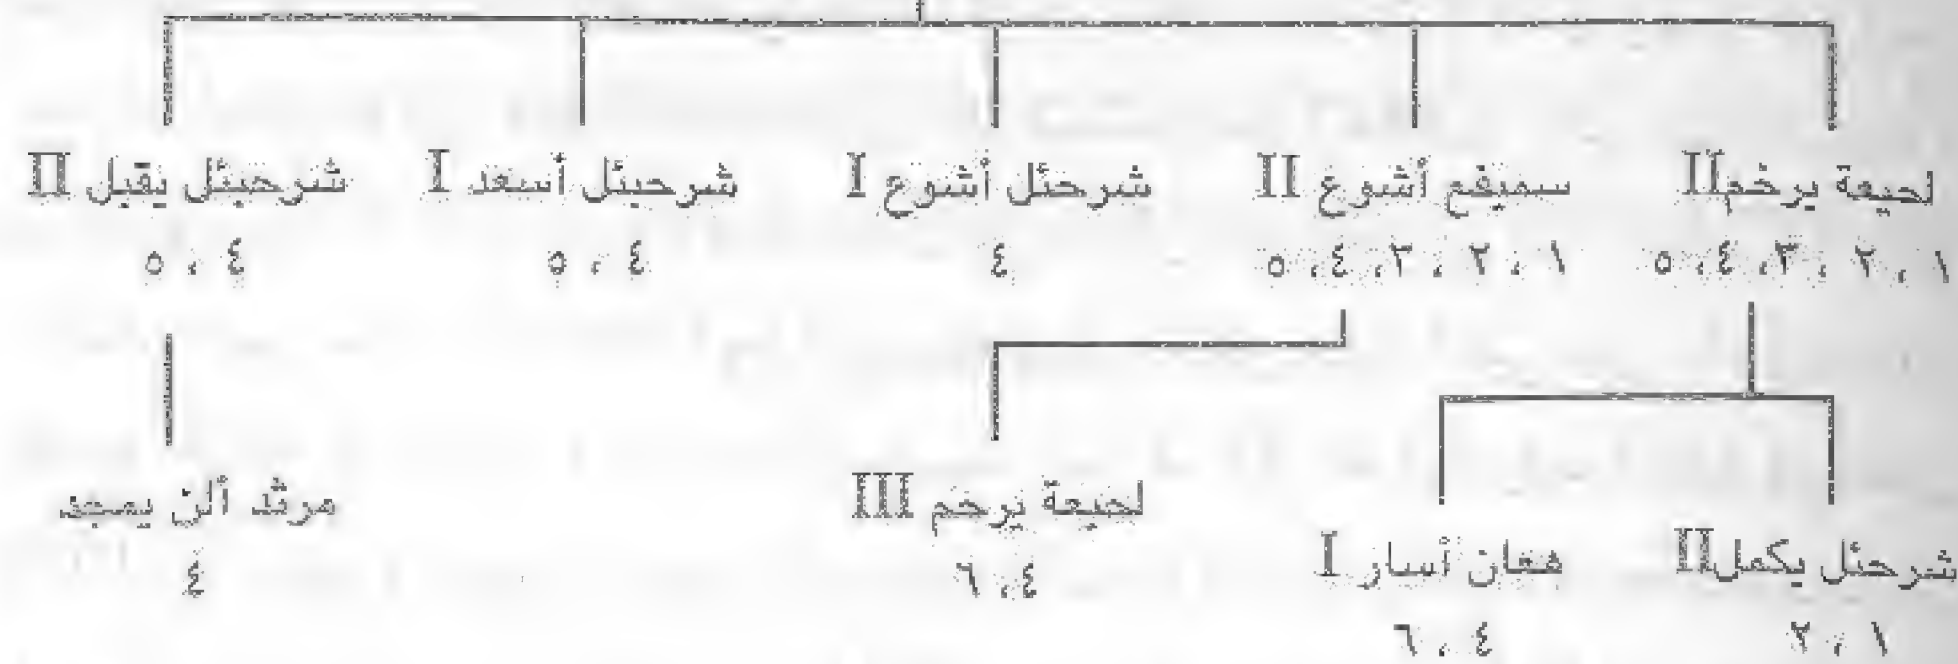 لحيعة يرخم II سميفع أشوع II شرحئل أشوع I شرحبئل أسعد I شرحبئل يقبل II
١ ، ٢ ، ٣ ، ٤ ، ٥ ١ ، ٢ ، ٣ ، ٤ ، ٥ ٤ ٤ ، ٥ ٤ ، ٥
لحيعة يرخم III مرثد ألن يمجد
٤ ، ٦ ٤
شرحئل يكمل II هعان أسأر I
١ ، ٢ ٤ ، ٦